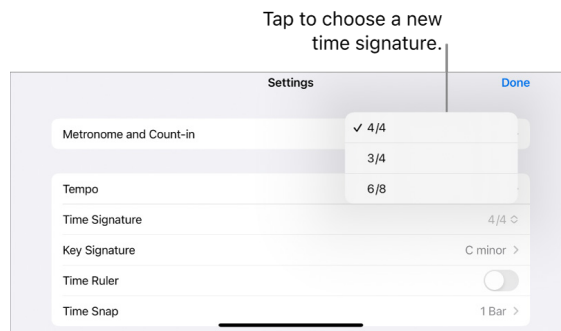 Tap to choose a new
time signature.
Settings
Done
Metronome and Count-in
✓ 4/4
3/4
6/8
Tempo
Time Signature
4/4
Key Signature
C minor
Time Ruler
Time Snap
1 Bar